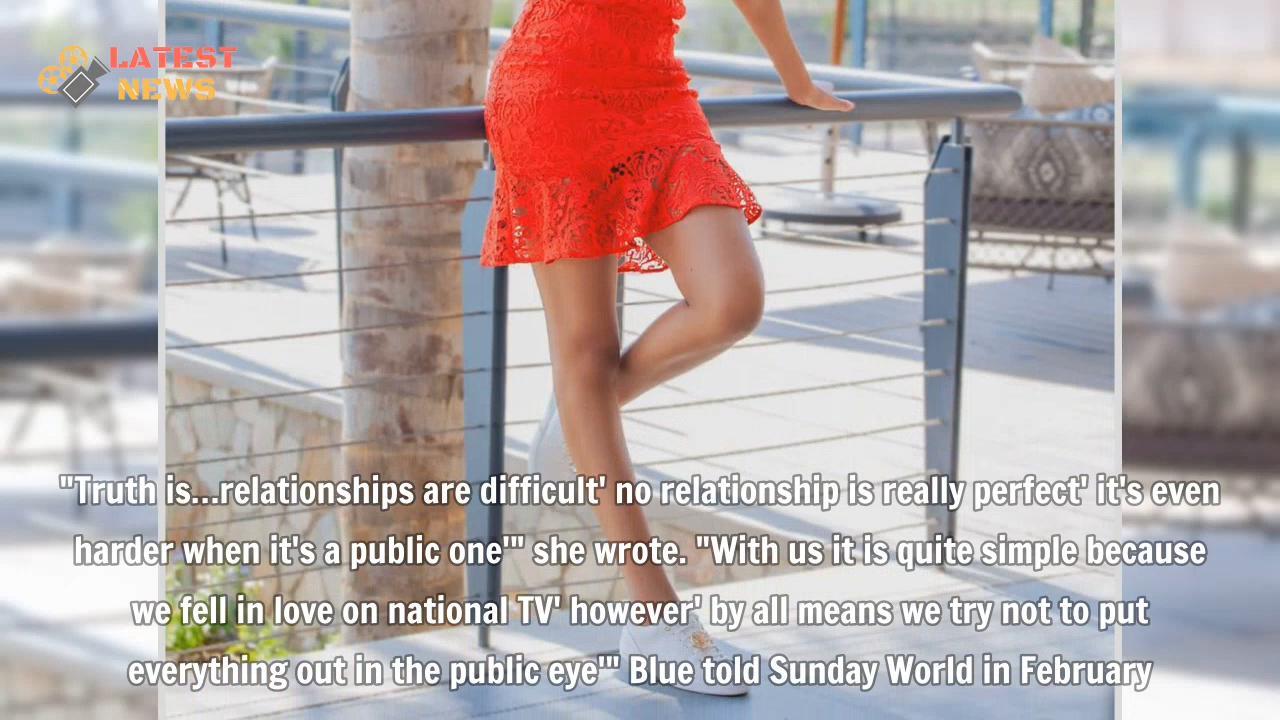 LATEST
NEWS
"Truth is...relationships are difficult' no relationship is really perfect' it's even
harder when it's a public one'" she wrote. "With us it is quite simple because
we fell in love on national TV' however' by all means we try not to put
everything out in the public eye'" Blue told Sunday World in February